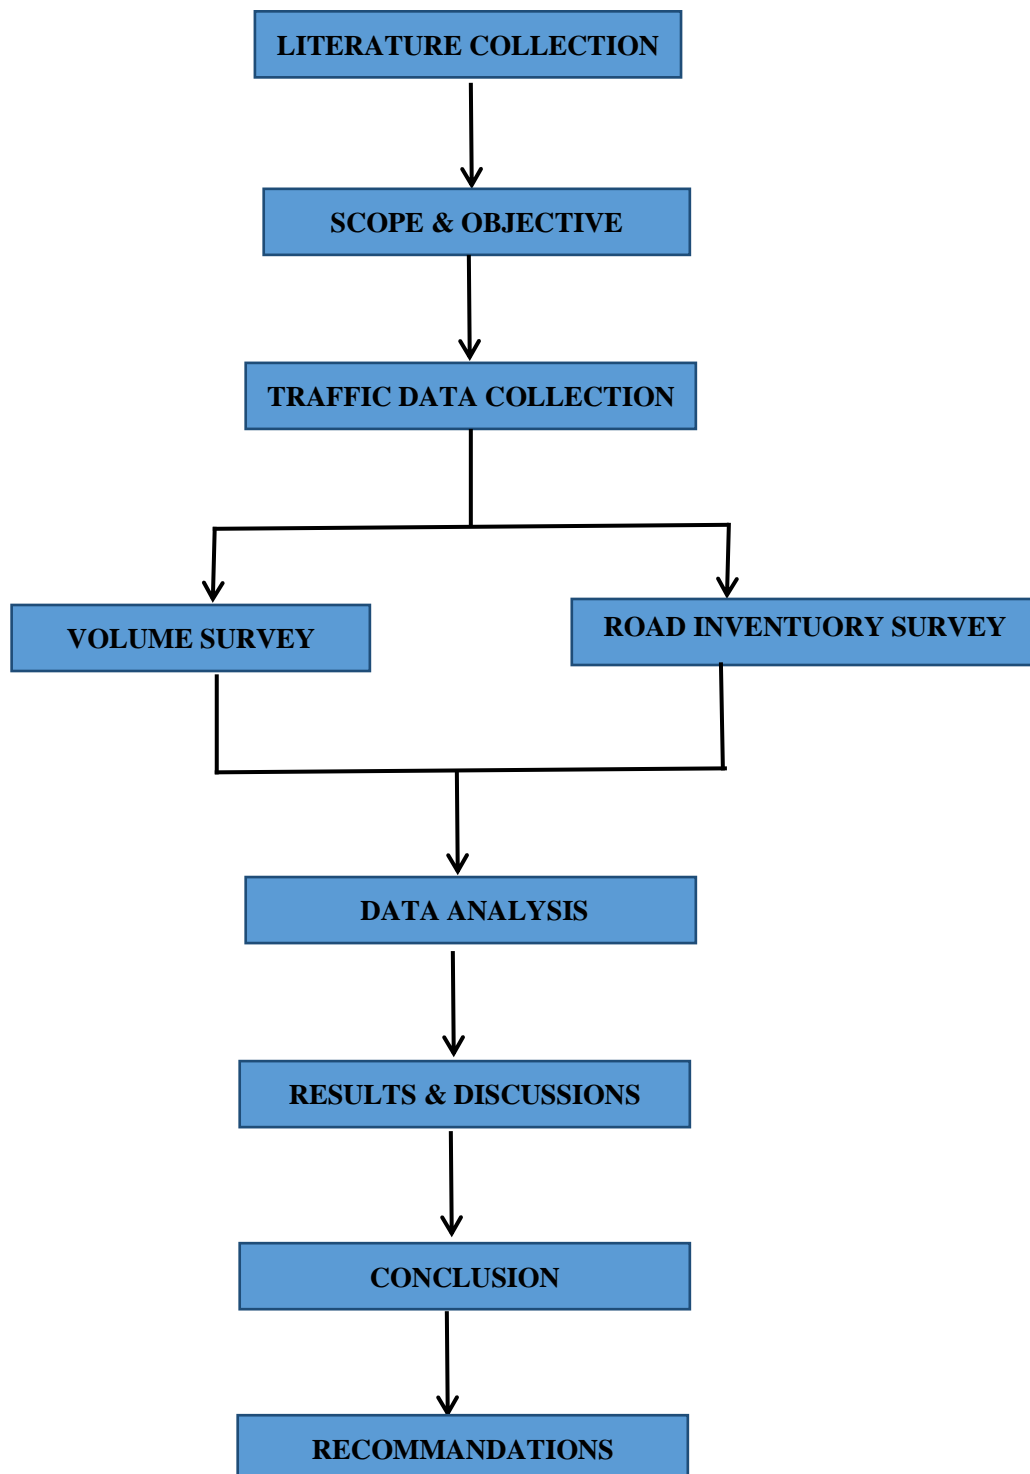 LITERATURE COLLECTION
SCOPE & OBJECTIVE
TRAFFIC DATA COLLECTION
VOLUME SURVEY
ROAD INVENTUORY SURVEY
DATA ANALYSIS
RESULTS & DISCUSSIONS
CONCLUSION
RECOMMANDATIONS